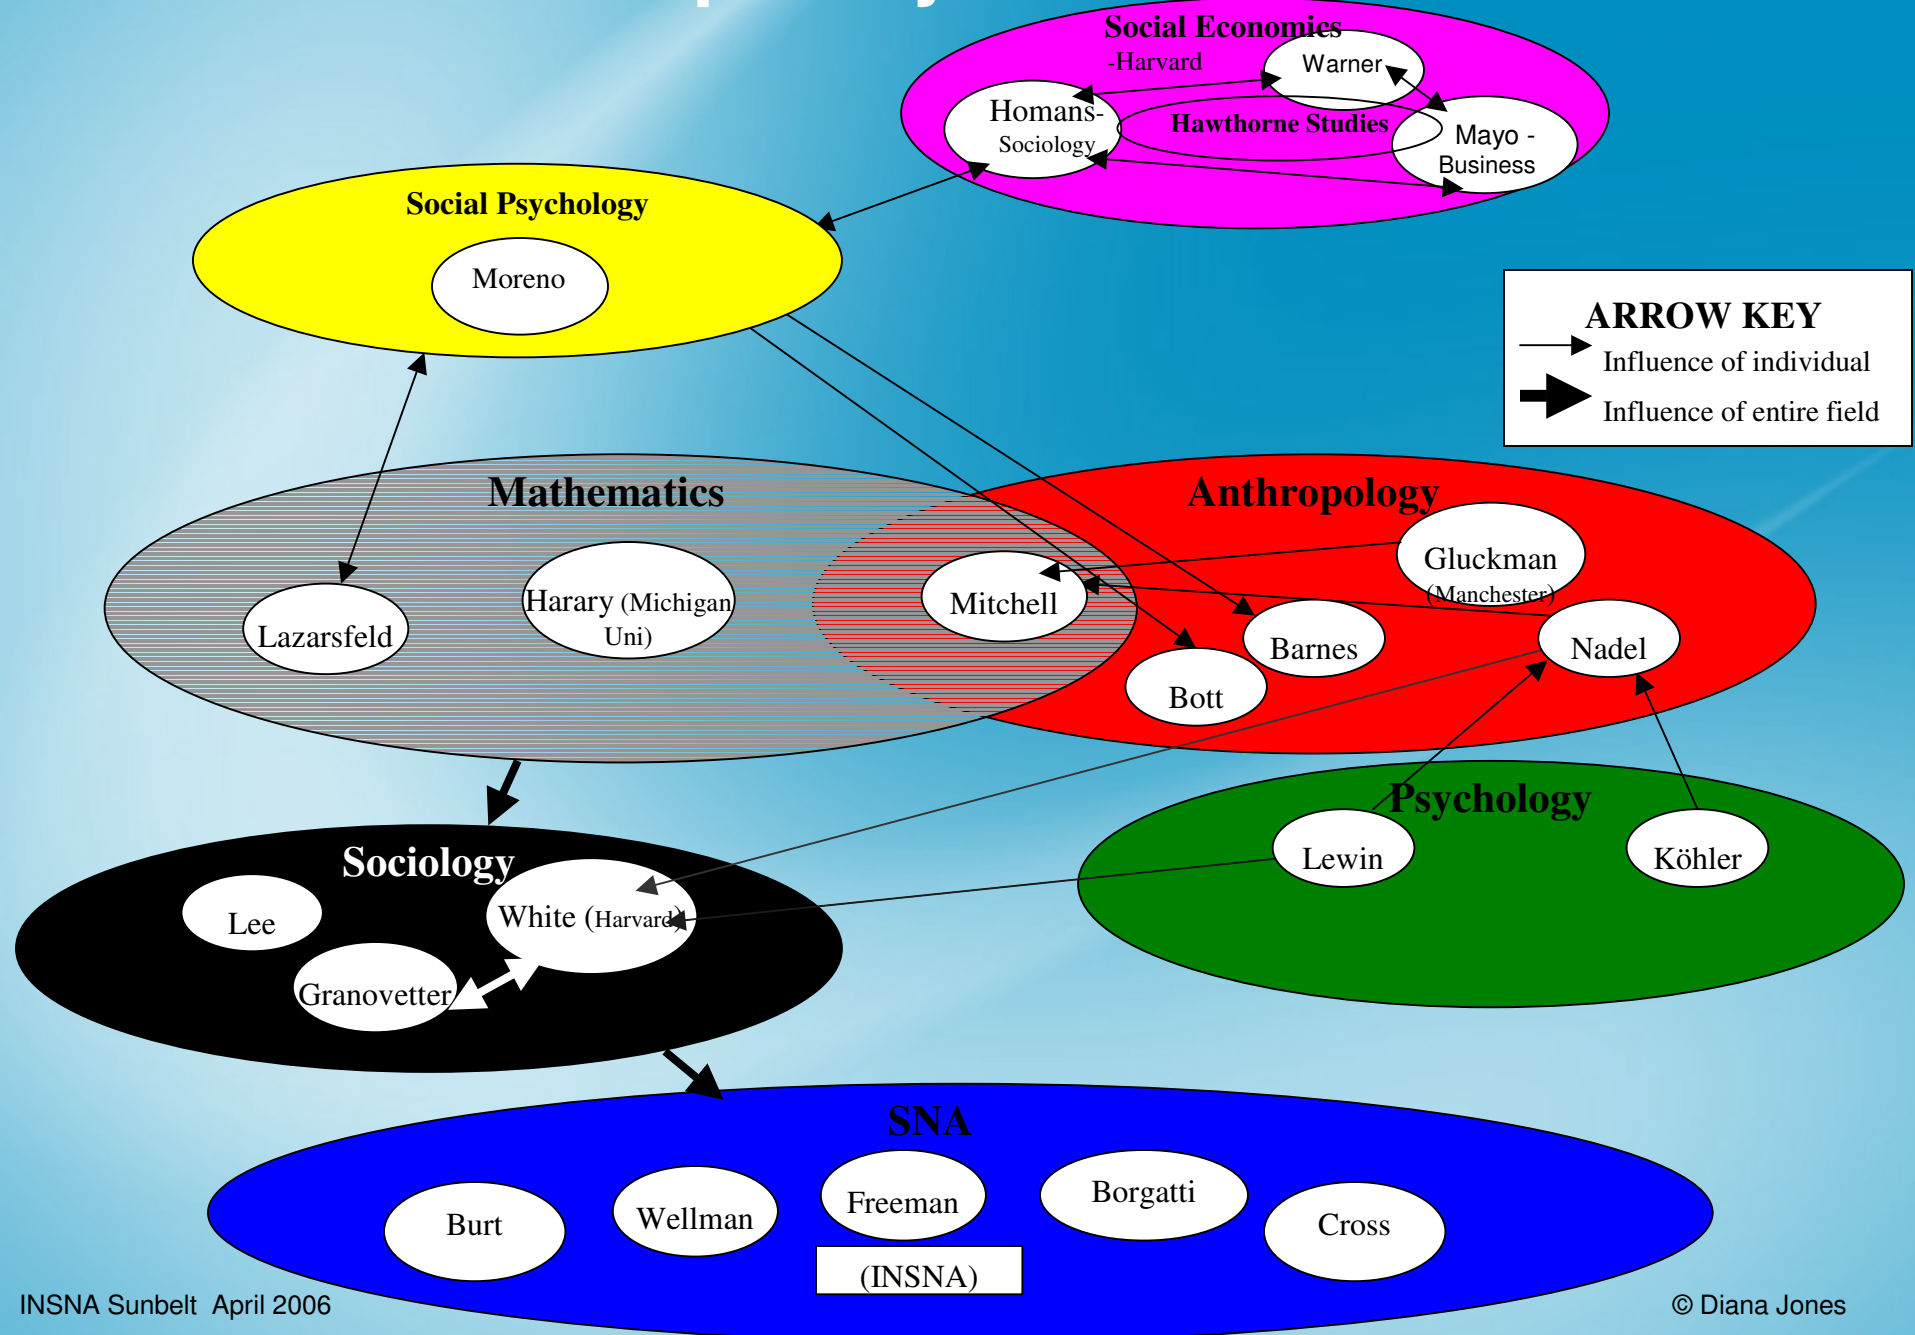 Social Economics
-Harvard
Warner
Homans-
Sociology
Hawthorne Studies
Mayo -
Business
Social Psychology
Moreno
ARROW KEY
Influence of individual
Influence of entire field
Mathematics
Anthropology
Gluckman
(Manchester)
Harary (Michigan
Uni)
Mitchell
Lazarsfeld
Barnes
Nadel
Bott
Psychology
Lewin
Köhler
Sociology
Lee
White (Harvard)
Granovetter
SNA
Burt
Wellman
Freeman
Borgatti
Cross
(INSNA)
INSNA Sunbelt April 2006
© Diana Jones